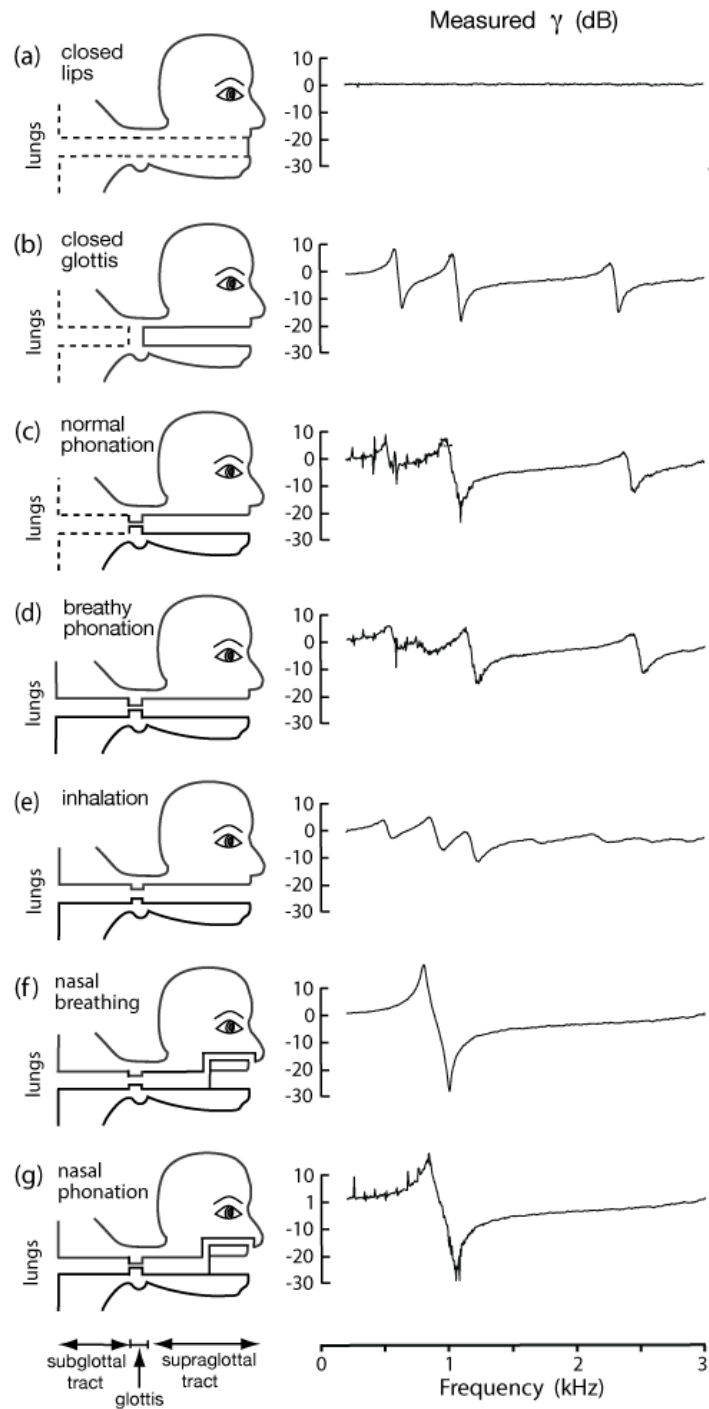 Measured γ (dB)
(a) closed
lips
lungs
10
0
-10
-20
-30
(b) closed
glottis
lungs
10
0
-10
-20
-30
(c) normal
phonation
lungs
10
0
-10
-20
-30
(d) breathy
phonation
lungs
10
0
-10
-20
-30
(e) inhalation
lungs
10
0
-10
-20
-30
(f) nasal
breathing
lungs
10
0
-10
-20
-30
(g) nasal
phonation
lungs
10
1
-10
-20
-30
subglottal
tract
glottis
supraglottal
tract
0 1 2 3
Frequency (kHz)